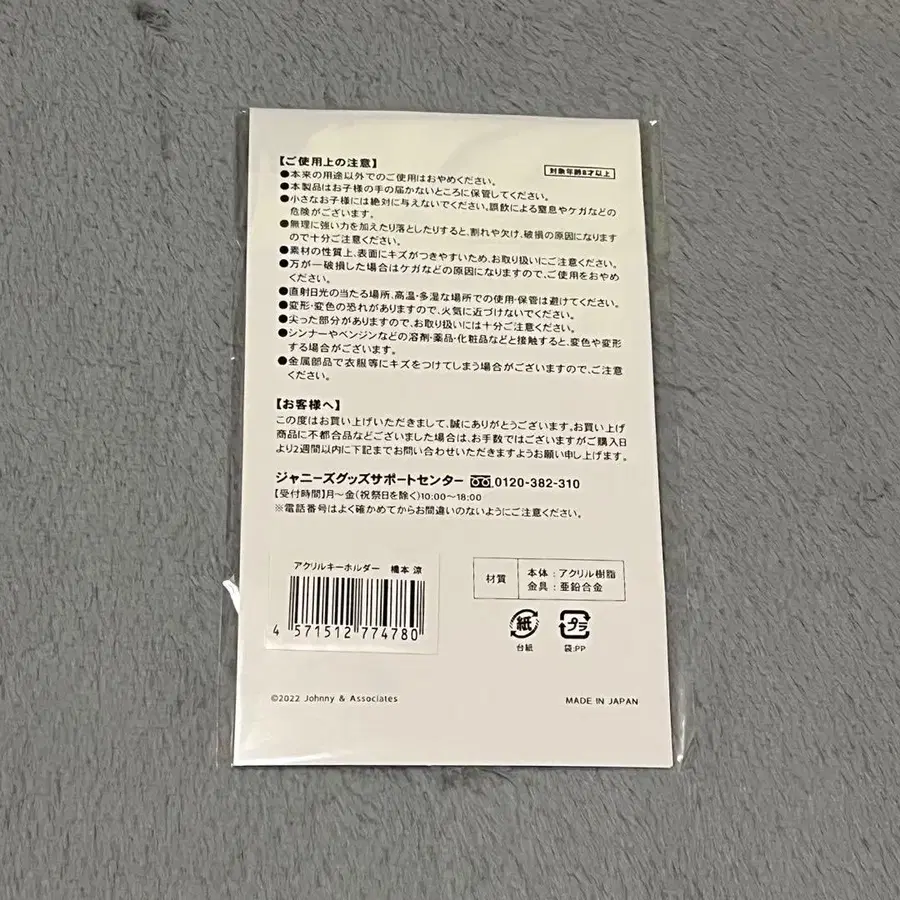 【ご使用上の注意】
対象年齢8才以上
●本来の用途以外でのご使用はおやめください。
●本製品はお子様の手の届かないところに保管してください。
●小さなお子様には絶対に与えないでください。誤飲による窒息やケガなどの
危険がございます。
●無理に強い力を加えたり落としたりすると、割れや欠け、破損の原因になります
ので十分ご注意ください。
●素材の性質上、表面にキズがつきやすいため、お取り扱いにご注意ください。
●万が一破損した場合はケガなどの原因になりますので、ご使用をおやめ
ください。
●直射日光の当たる場所、高温・多湿な場所での使用・保管は避けてください。
●変形・変色の恐れがありますので、火気に近づけないでください。
●尖った部分がありますので、お取り扱いには十分ご注意ください。
●シンナーやベンジンなどの溶剤・薬品・化粧品などと接触すると、変色や変形
する場合がございます。
●金属部品で衣服等にキズをつけてしまう場合がございますので、ご注意
ください。
【お客様へ】
この度はお買い上げいただきまして、誠にありがとうございます。お買い上げ
商品に不都合品などございました場合は、お手数ではございますがご購入日
より2週間以内に下記までお問い合わせいただきますようお願い申し上げます。
ジャニーズグッズサポートセンター 0120-382-310
【受付時間】月〜金(祝祭日を除く)10:00〜18:00
※電話番号はよく確かめてからお間違いのないようにご注意ください。
アクリルキーホルダー 橋本 涼
4 571512 774780
材質
本体：アクリル樹脂
金具：亜鉛合金
紙
台紙
プラ
袋:PP
©2022 Johnny & Associates
MADE IN JAPAN